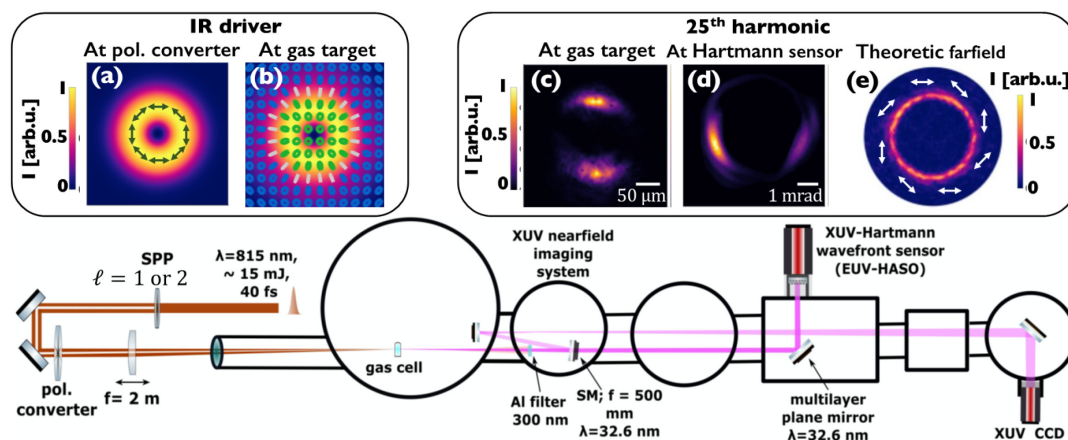 IR driver
At pol. converter
At gas target
(a)
(b)
I [arb.u.]
1
0.5
0
25th harmonic
At gas target
At Hartmann sensor
Theoretic farfield
(c)
(d)
(e)
I [arb.u.]
1
0.5
0
50 µm
1 mrad
I [arb.u.]
1
0.5
0
SPP
ℓ = 1 or 2
λ=815 nm,
~ 15 mJ,
40 fs
XUV nearfield
imaging
system
XUV-Hartmann
wavefront sensor
(EUV-HASO)
pol.
converter
f= 2 m
gas cell
Al filter
300 nm
SM; f = 500
mm
λ=32.6 nm
multilayer
plane mirror
λ=32.6 nm
XUV CCD